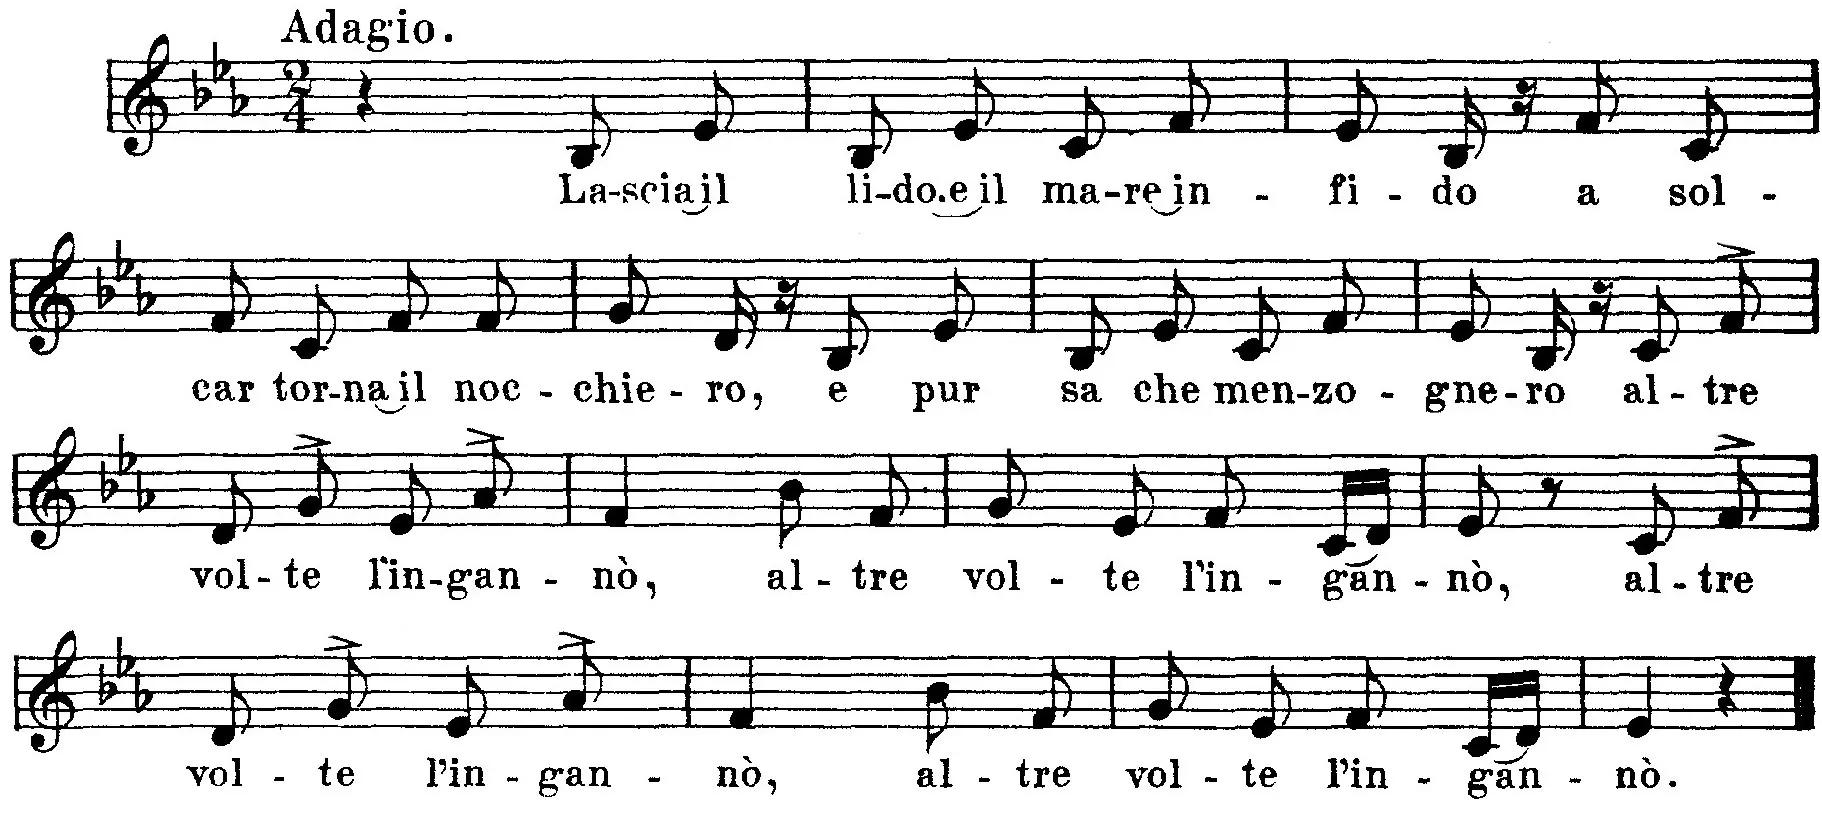 Adagio.
2
4
La-scia il li-do. e il ma-re in - fi - do a sol -
car tor-na il noc - chie - ro, e pur sa che men-zo - gne-ro al - tre
vol - te l'in-gan - nò, al - tre vol - te l'in - gan - nò, al - tre
vol - te l'in - gan - nò, al - tre vol - te l'in - gan - nò.